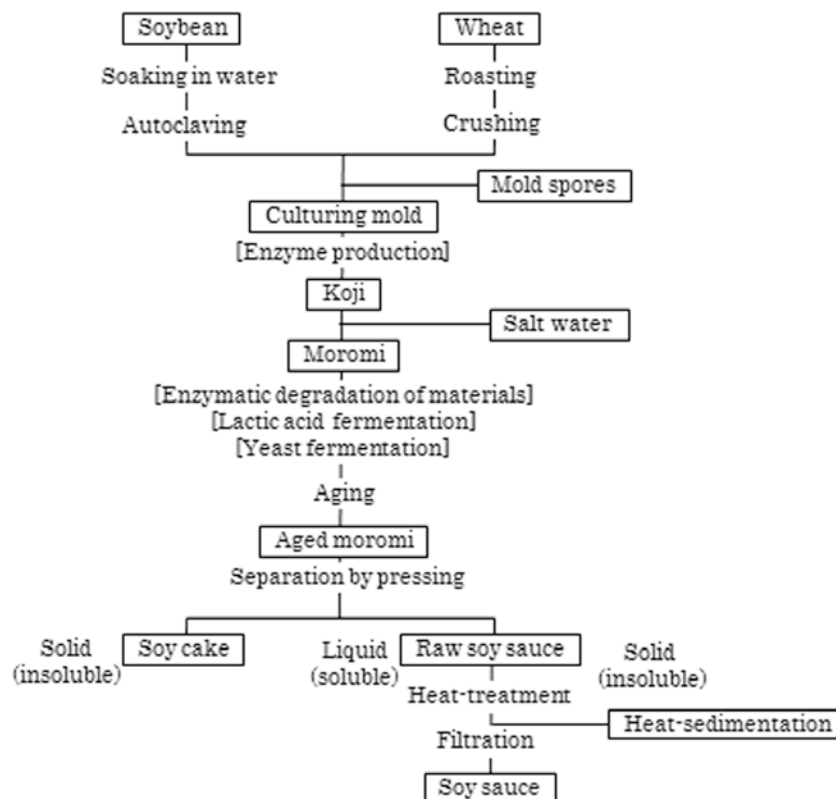 Soybean
Wheat
Soaking in water
Roasting
Autoclaving
Crushing
Mold spores
Culturing mold
[Enzyme production]
Koji
Salt water
Moromi
[Enzymatic degradation of materials]
[Lactic acid fermentation]
[Yeast fermentation]
Aging
Aged moromi
Separation by pressing
Solid
(insoluble)
Soy cake
Liquid
(soluble)
Raw soy sauce
Solid
(insoluble)
Heat-treatment
Heat-sedimentation
Filtration
Soy sauce